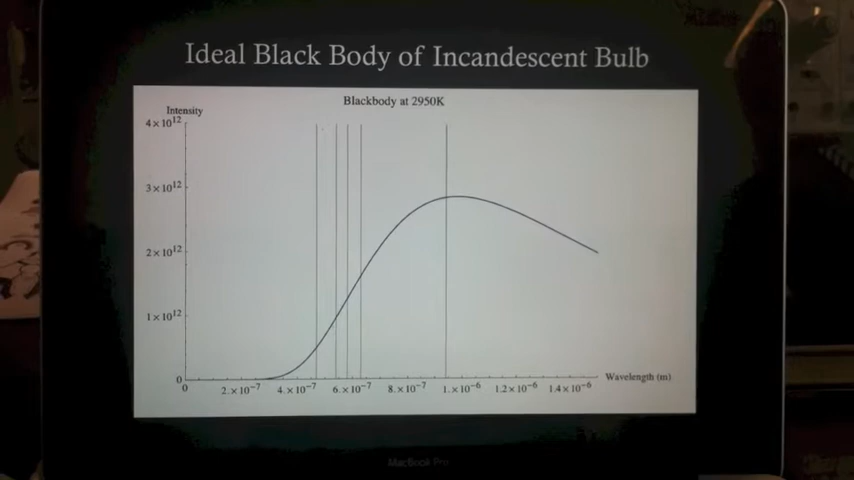 Ideal Black Body of Incandescent Bulb
Blackbody at 2950K
Intensity
4×10¹²
3×10¹²
2×10¹²
1×10¹²
0
0 2.×10⁻⁷ 4.×10⁻⁷ 6.×10⁻⁷ 8.×10⁻⁷ 1.×10⁻⁶ 1.2×10⁻⁶ 1.4×10⁻⁶ Wavelength (m)
MacBook Pro